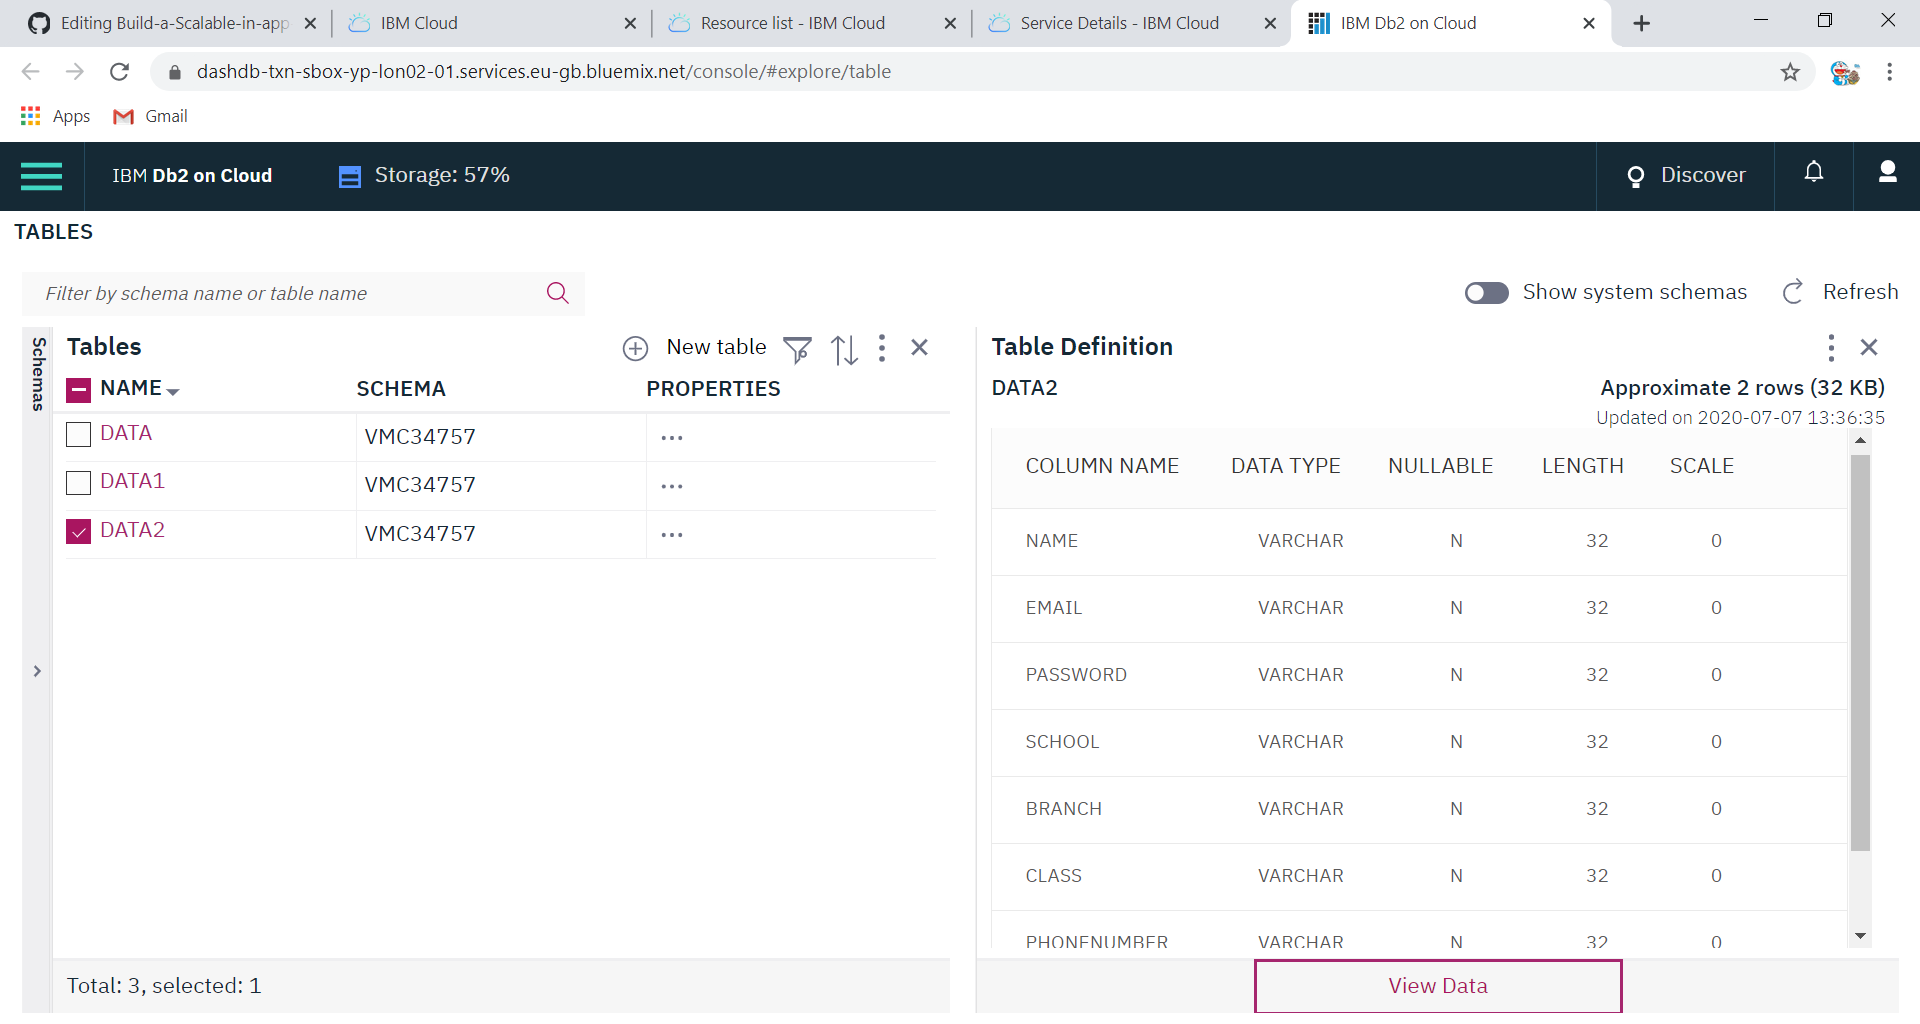 Editing Build-a-Scalable-in-app
IBM Cloud
Resource list - IBM Cloud
Service Details - IBM Cloud
IBM Db2 on Cloud
dashdb-txn-sbox-yp-lon02-01.services.eu-gb.bluemix.net/console/#explore/table
Apps
Gmail
IBM Db2 on Cloud
Storage: 57%
Discover
TABLES
Filter by schema name or table name
Show system schemas
Refresh
Schemas
Tables
New table
NAME SCHEMA PROPERTIES
DATA VMC34757 ...
DATA1 VMC34757 ...
DATA2 VMC34757 ...
Total: 3, selected: 1
Table Definition
DATA2
Approximate 2 rows (32 KB)
Updated on 2020-07-07 13:36:35
COLUMN NAME DATA TYPE NULLABLE LENGTH SCALE
NAME VARCHAR N 32 0
EMAIL VARCHAR N 32 0
PASSWORD VARCHAR N 32 0
SCHOOL VARCHAR N 32 0
BRANCH VARCHAR N 32 0
CLASS VARCHAR N 32 0
PHONENUMBER VARCHAR N 32 0
View Data